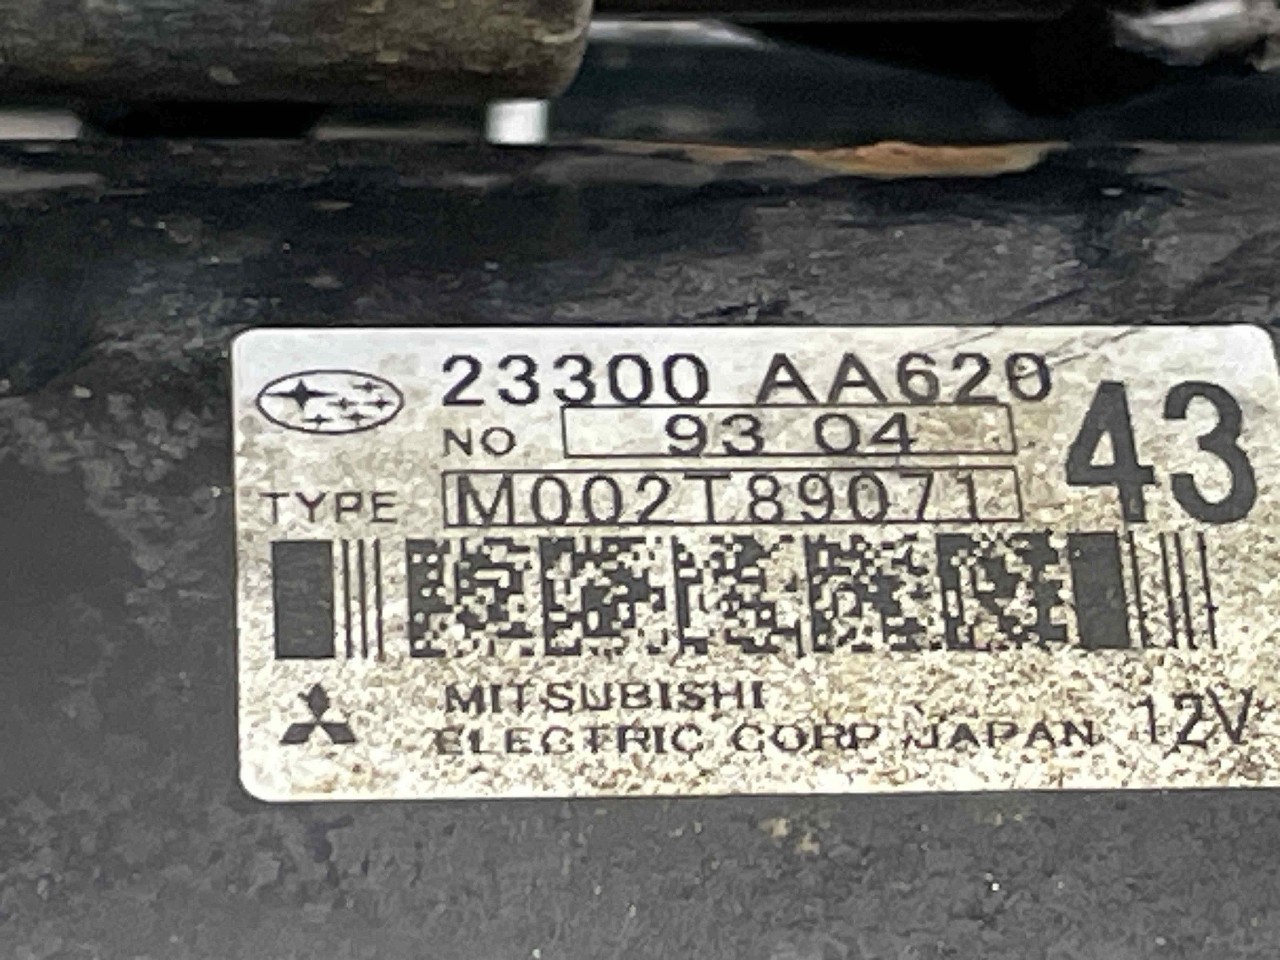 23300 AA620
NO 93 04
43
TYPE M002T89071
MITSUBISHI
ELECTRIC CORP JAPAN 12V